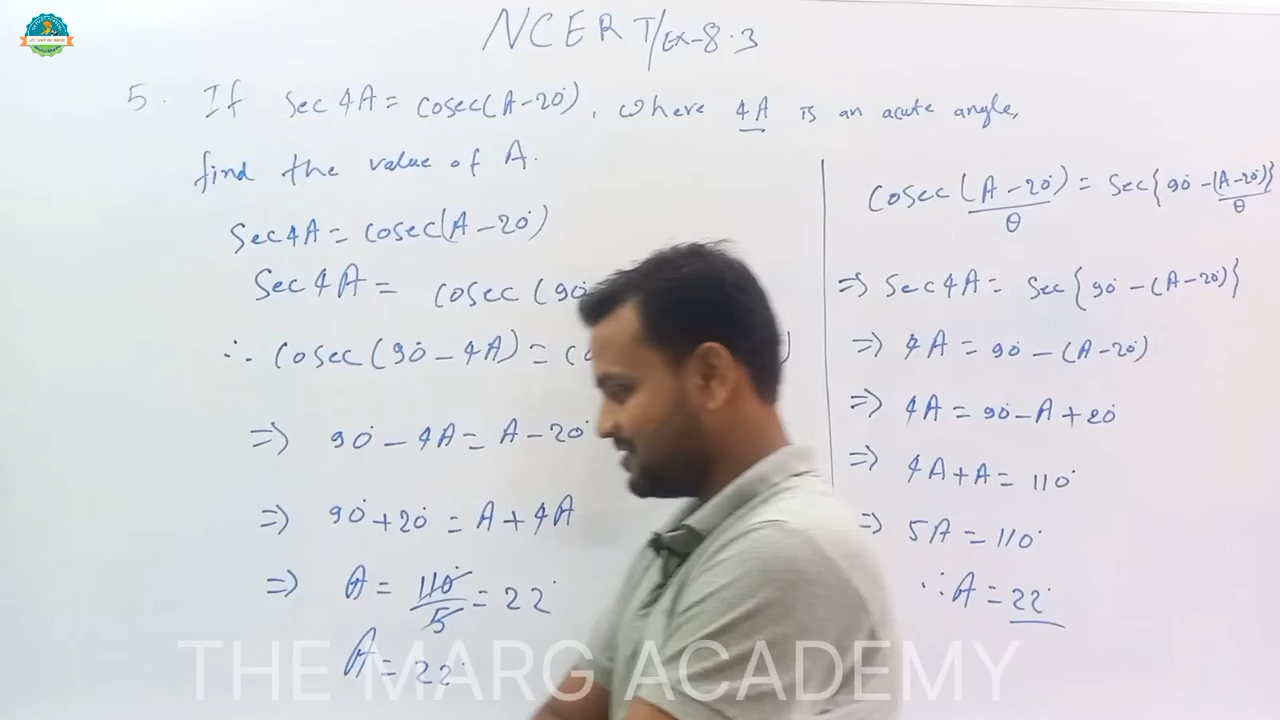 NCERT/Ex-8.3
5. If Sec 4A = cosec(A-20°), where 4A is an acute angle,
find the value of A.
Sec4A = cosec(A-20°)
Sec4A = cosec (90°
∴ cosec(90°-4A) = co )
⇒ 90°-4A = A-20°
⇒ 90°+20° = A+4A
⇒ A = 110°/5 = 22°
A = 22°
cosec(A-20°) = Sec{90°-(A-20°)}
θ θ
⇒ Sec4A = Sec{90°-(A-20°)}
⇒ 4A = 90°-(A-20°)
⇒ 4A = 90°-A+20°
⇒ 4A+A = 110°
⇒ 5A = 110°
∴ A = 22°
THE MARG ACADEMY